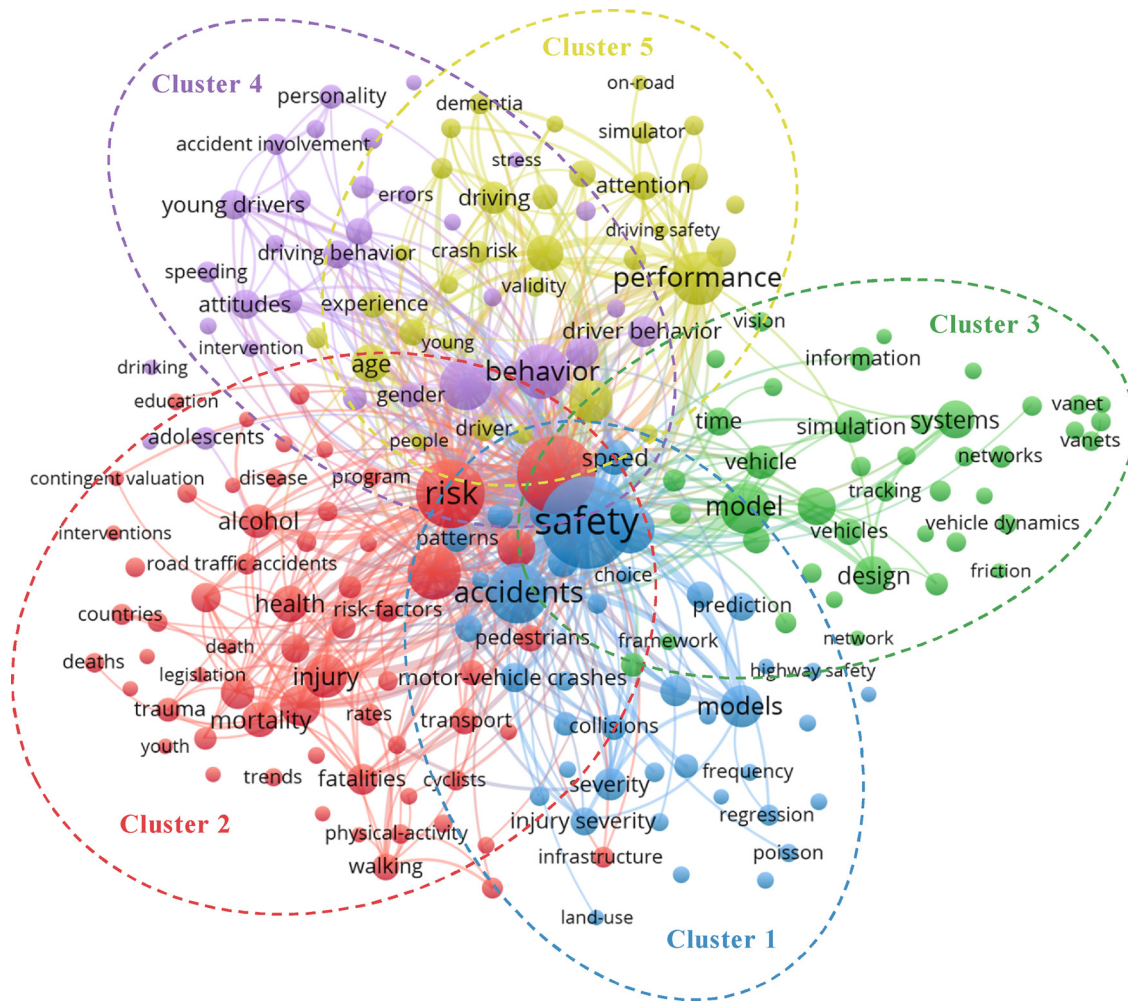 Cluster 5
Cluster 4
on-road
personality
dementia
simulator
accident involvement
stress
attention
errors
driving
young drivers
driving safety
driving behavior
crash risk
speeding
performance
validity
attitudes
experience
Cluster 3
driver behavior
vision
young
intervention
information
drinking
age
behavior
gender
education
vanet
systems
time
simulation
driver
people
adolescents
vanets
speed
networks
vehicle
contingent valuation
disease
program
tracking
risk
model
safety
alcohol
vehicle dynamics
interventions
patterns
vehicles
road traffic accidents
friction
choice
design
accidents
health
risk-factors
prediction
countries
pedestrians
framework
network
death
deaths
legislation
injury
motor-vehicle crashes
highway safety
models
trauma
mortality
rates
transport
collisions
youth
trends
fatalities
cyclists
severity
frequency
regression
Cluster 2
injury severity
physical-activity
walking
infrastructure
poisson
land-use
Cluster 1